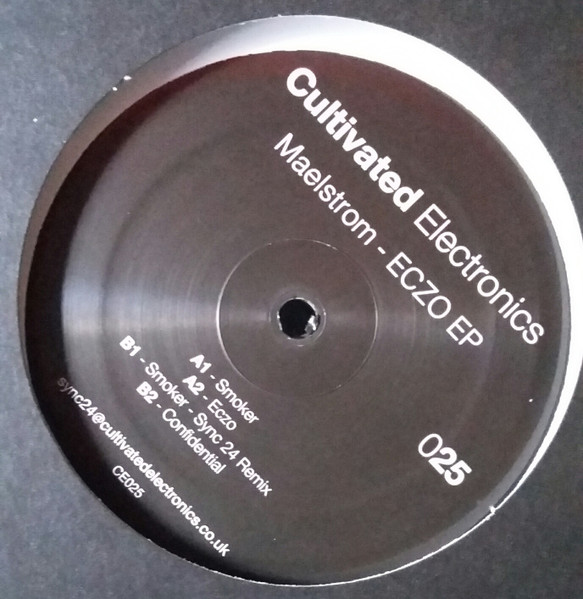 Cultivated Electronics
Maelstrom - ECZO EP
025
A1 - Smoker
A2 - Eczo
B1 - Smoker - Sync 24 Remix
B2 - Confidential
sync24@cultivatedelectronics.co.uk
CE025